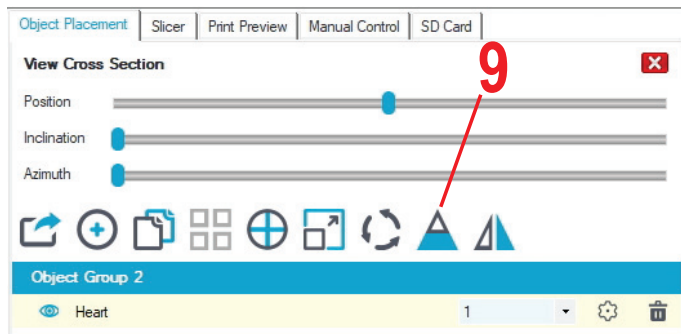 Object Placement Slicer Print Preview Manual Control SD Card
View Cross Section
9
Position
Inclination
Azimuth
Object Group 2
Heart 1